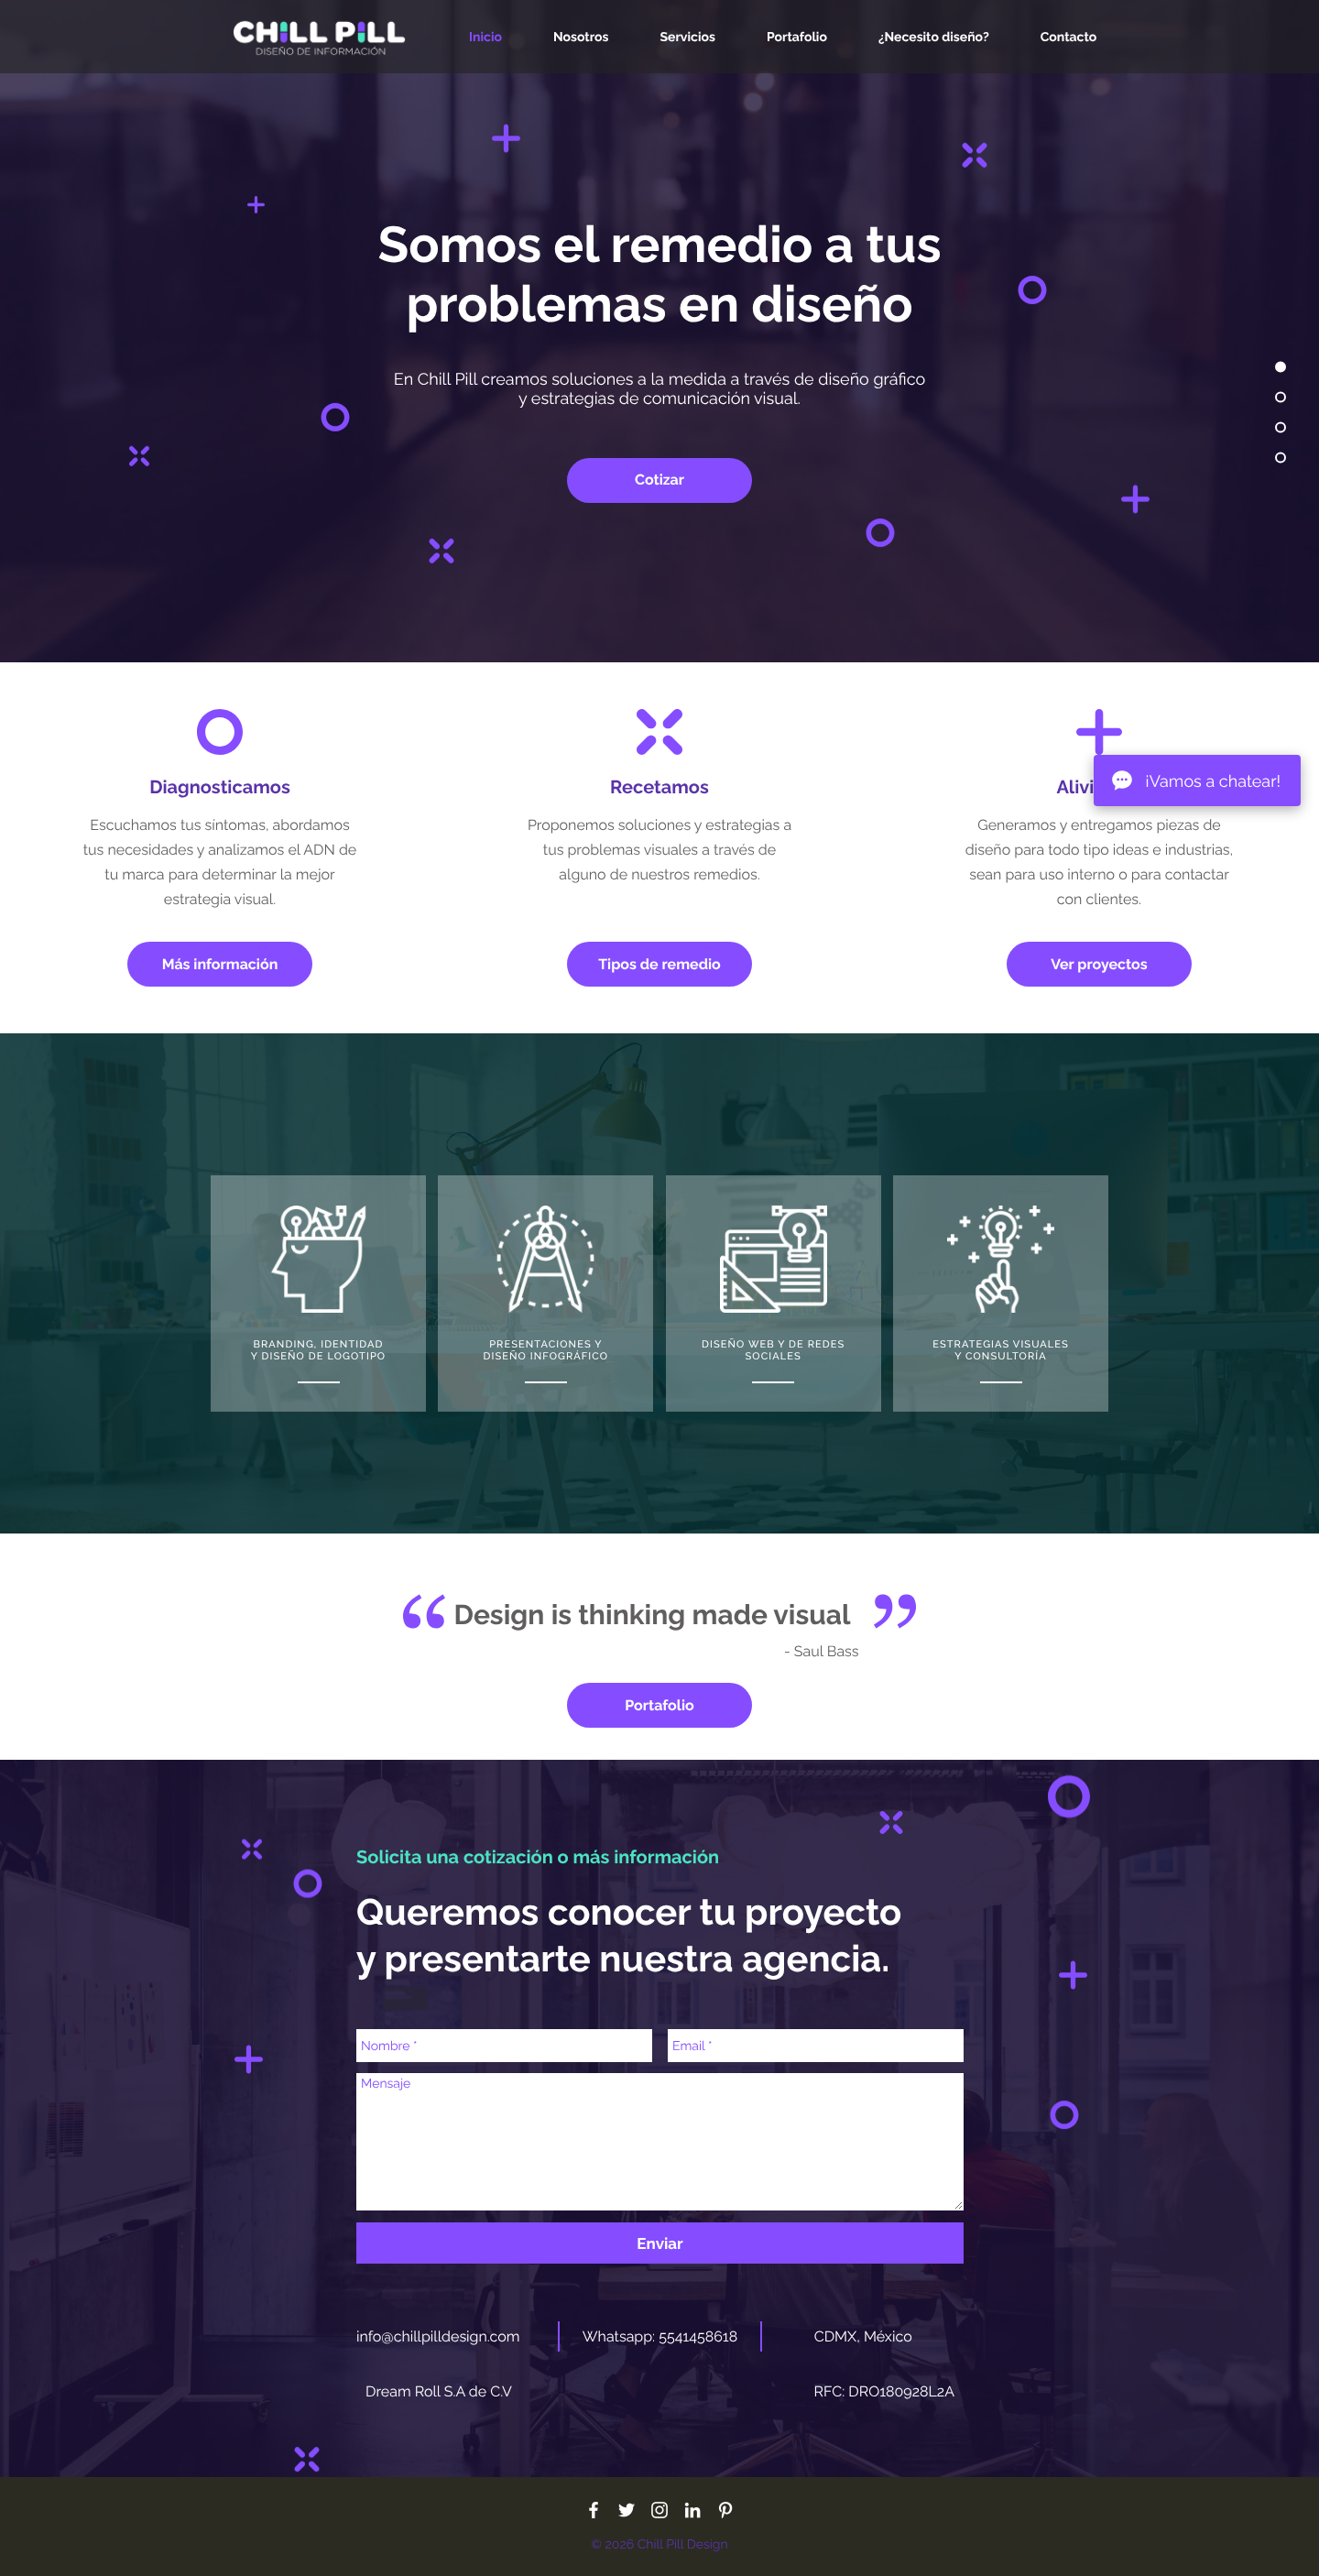 CHILL PILL
DISEÑO DE INFORMACIÓN
Inicio
Nosotros
Servicios
Portafolio
¿Necesito diseño?
Contacto
Somos el remedio a tus
problemas en diseño
En Chill Pill creamos soluciones a la medida a través de diseño gráfico
y estrategias de comunicación visual.
Cotizar
Diagnosticamos
Escuchamos tus síntomas, abordamos
tus necesidades y analizamos el ADN de
tu marca para determinar la mejor
estrategia visual.
Más información
Recetamos
Proponemos soluciones y estrategias a
tus problemas visuales a través de
alguno de nuestros remedios.
Tipos de remedio
¡Vamos a chatear!
Generamos y entregamos piezas de
diseño para todo tipo ideas e industrias,
sean para uso interno o para contactar
con clientes.
Ver proyectos
BRANDING, IDENTIDAD
Y DISEÑO DE LOGOTIPO
PRESENTACIONES Y
DISEÑO INFOGRÁFICO
DISEÑO WEB Y DE REDES
SOCIALES
ESTRATEGIAS VISUALES
Y CONSULTORÍA
“ Design is thinking made visual ”
- Saul Bass
Portafolio
Solicita una cotización o más información
Queremos conocer tu proyecto
y presentarte nuestra agencia.
Nombre *
Email *
Mensaje
Enviar
info@chillpilldesign.com
Whatsapp: 5541458618
CDMX, México
Dream Roll S.A de C.V
RFC: DRO180928L2A
© 2026 Chill Pill Design